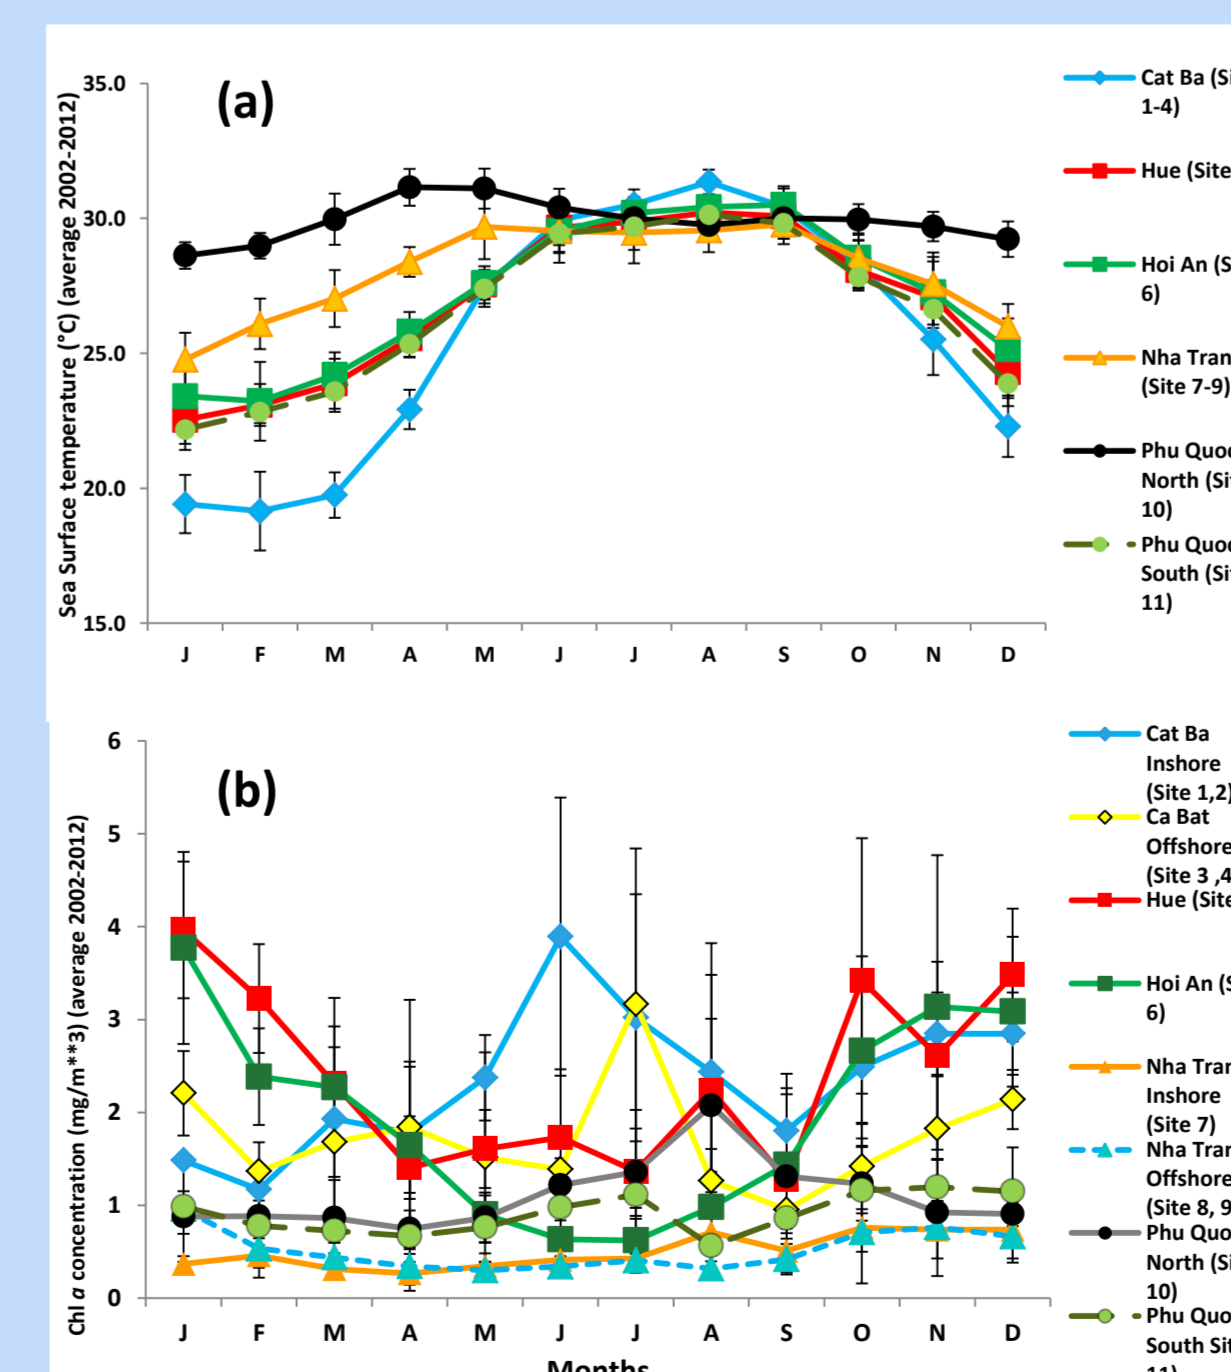 (a)
Sea Surface temperature (°C) (average 2002-2012)
35.0
30.0
25.0
20.0
15.0
J F M A M J J A S O N D
Cat Ba (Si
1-4)
Hue (Site
Hoi An (S
6)
Nha Tran
(Site 7-9)
Phu Quoc
North (Sit
10)
Phu Quoc
South (Sit
11)
(b)
Chl a concentration (mg/m**3) (average 2002-2012)
6
5
4
3
2
1
0
J F M A M J J A S O N D
Months
Cat Ba
Inshore
(Site 1,2)
Ca Bat
Offshore
(Site 3 ,4
Hue (Site
Hoi An (S
6)
Nha Tran
Inshore
(Site 7)
Nha Tran
Offshore
(Site 8, 9
Phu Quo
North (Si
10)
Phu Quo
South Sit
11)